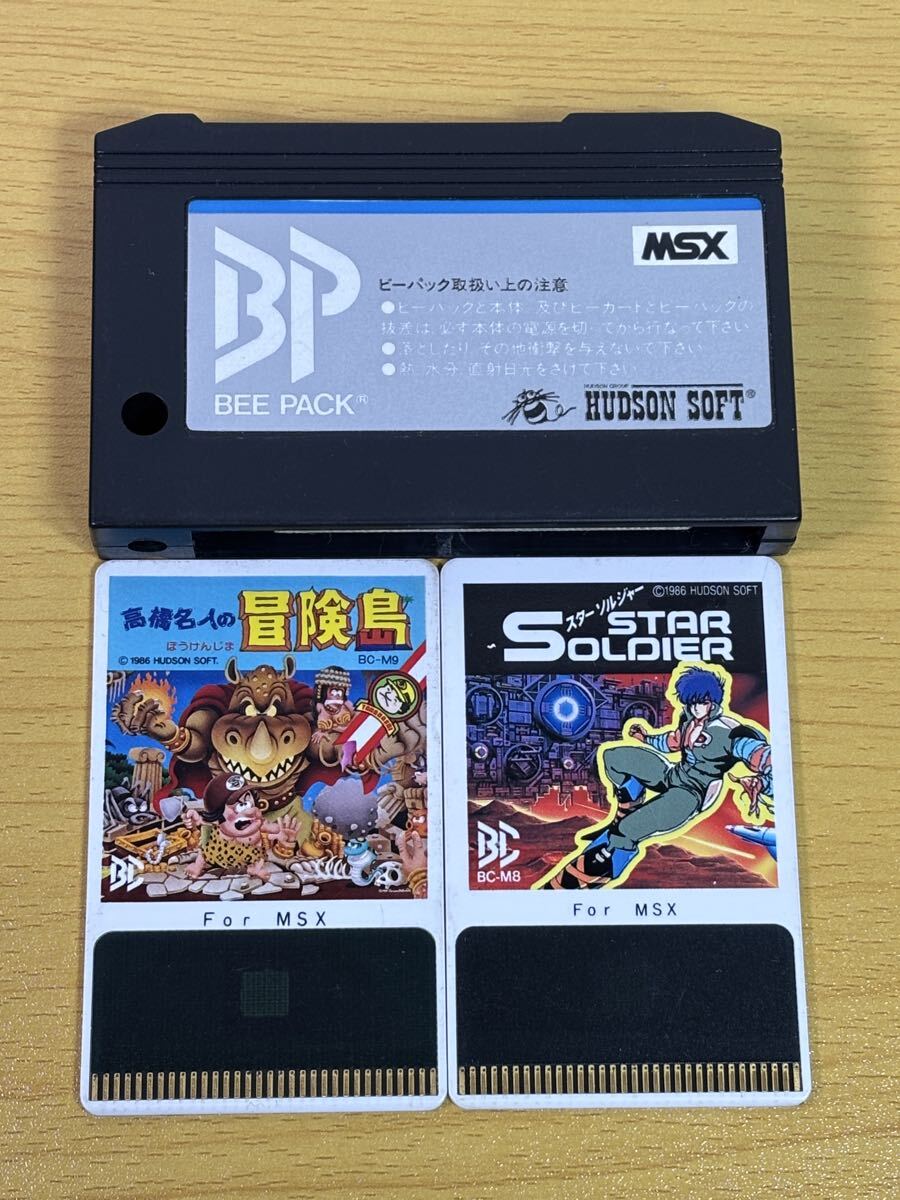 BP
BEE PACK®
MSX
ビーパック取扱い上の注意
●ビーパックと本体、及びビーカートとビーパックの
抜差は、必ず本体の電源を切ってから行なって下さい
●落としたり、その他衝撃を与えないで下さい
●熱、水分、直射日光をさけて下さい
HUDSON GROUP
HUDSON SOFT®
高橋名人の
冒険島
ぼうけんじま
© 1986 HUDSON SOFT.
BC-M9
BC
For MSX
©1986 HUDSON SOFT
スターソルジャー
STAR
SOLDIER
BC
BC-M8
For MSX